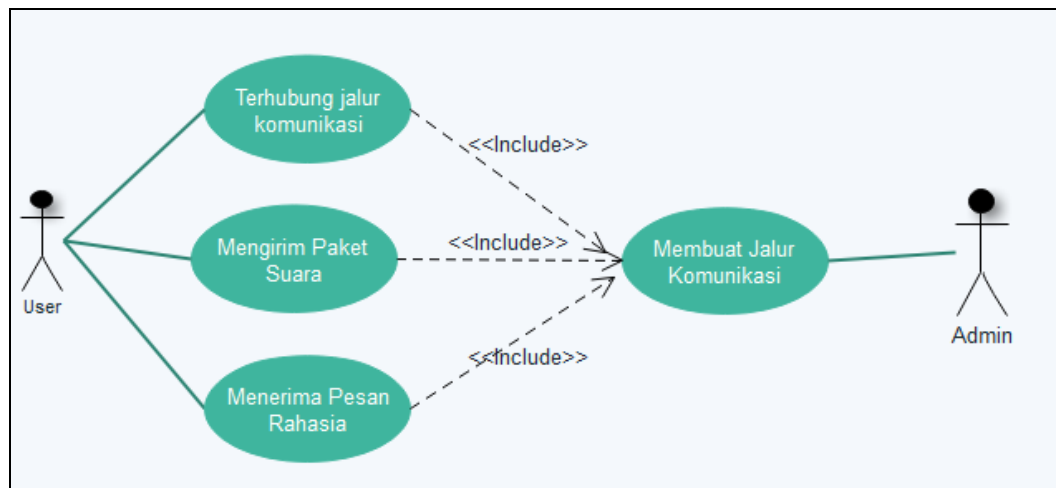 Terhubung jalur
komunikasi
<<Include>>
User
Mengirim Paket
Suara
<<Include>>
Membuat Jalur
Komunikasi
Admin
Menerima Pesan
Rahasia
<<Include>>